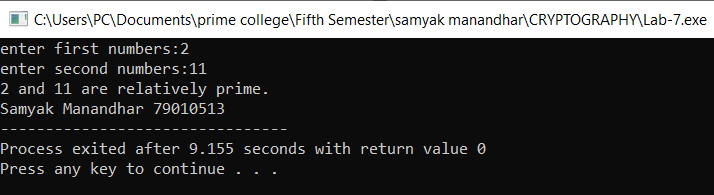 C:\Users\PC\Documents\prime college\Fifth Semester\samyak manandhar\CRYPTOGRAPHY\Lab-7.exe
enter first numbers:2
enter second numbers:11
2 and 11 are relatively prime.
Samyak Manandhar 79010513
--------------------------------
Process exited after 9.155 seconds with return value 0
Press any key to continue . . .